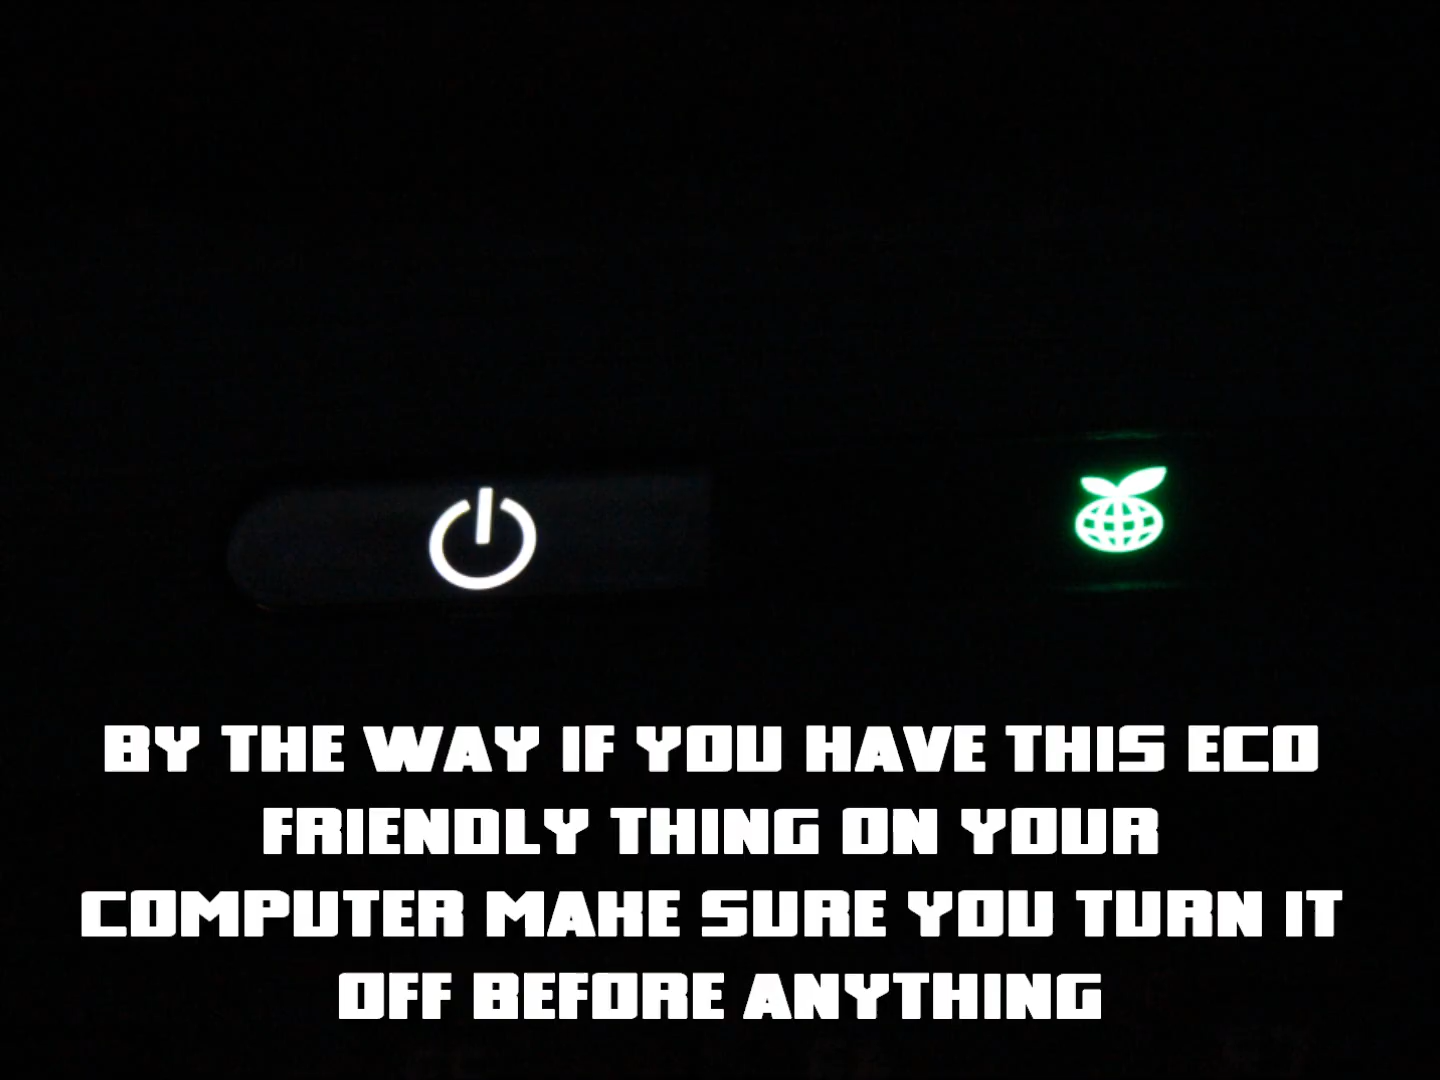 BY THE WAY IF YOU HAVE THIS ECO
FRIENDLY THING ON YOUR
COMPUTER MAKE SURE YOU TURN IT
OFF BEFORE ANYTHING